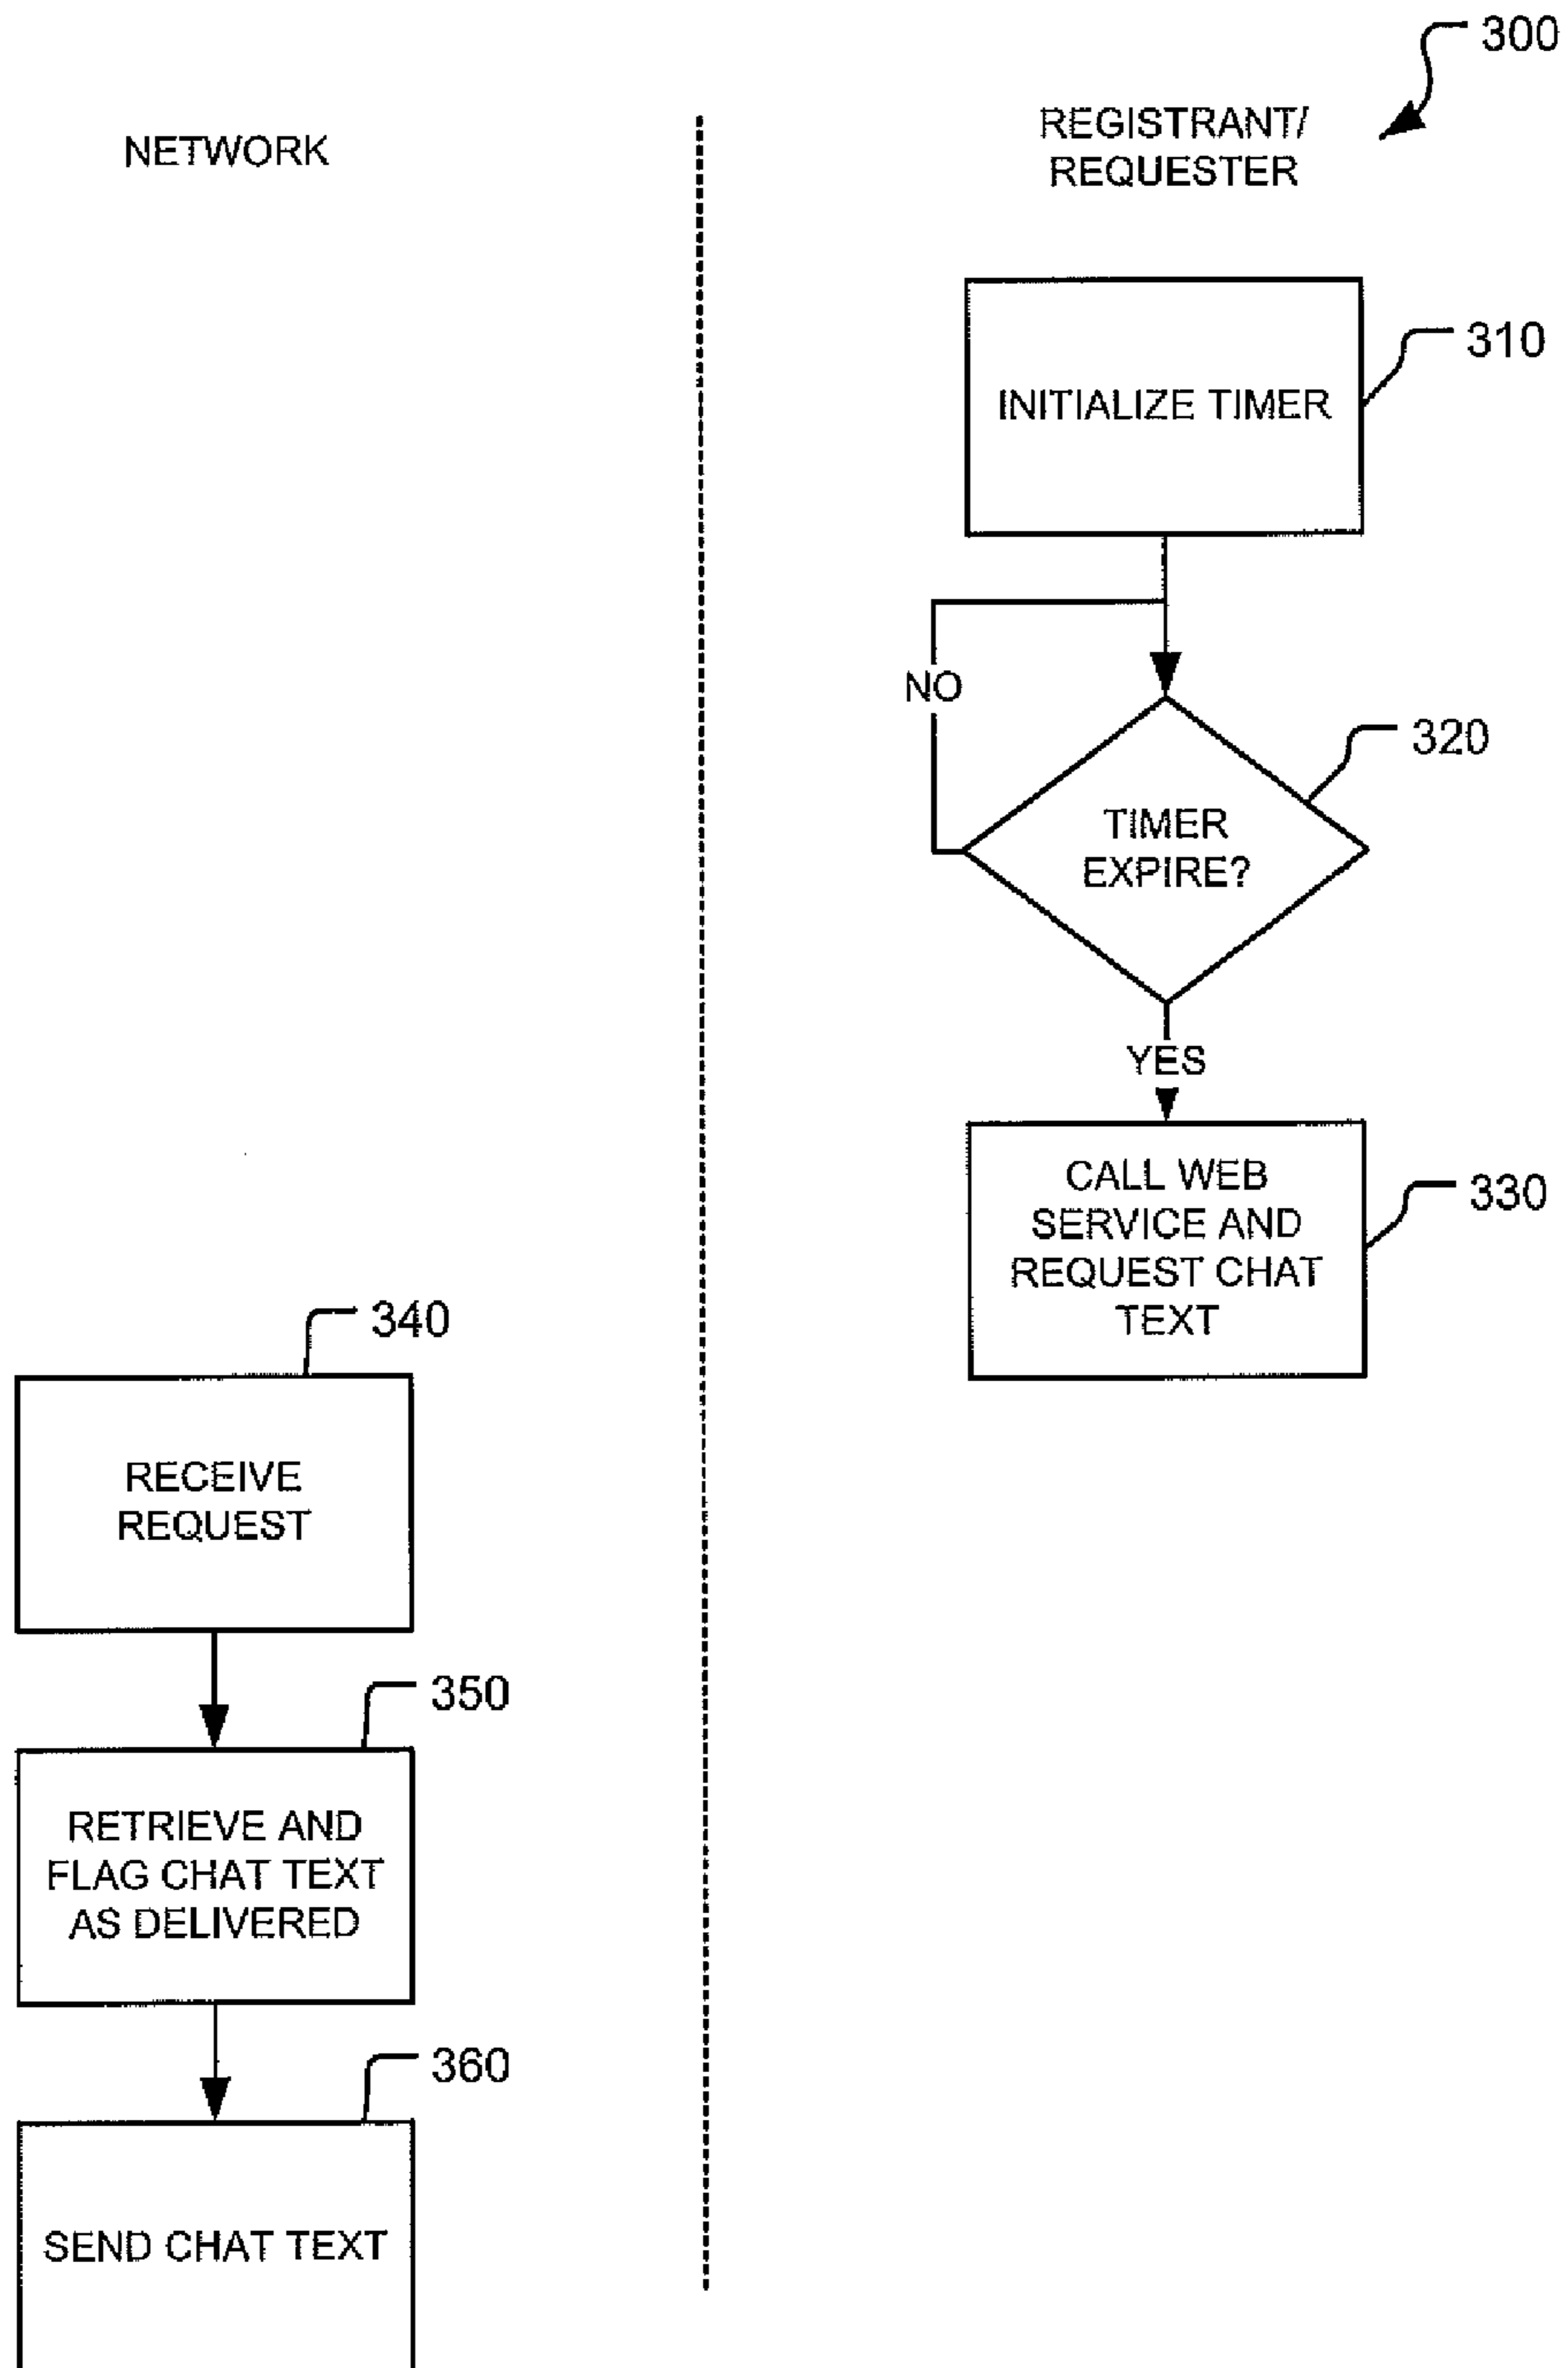 300
NETWORK
REGISTRANT/
REQUESTER
310
INITIALIZE TIMER
NO
320
TIMER
EXPIRE?
YES
CALL WEB
SERVICE AND
REQUEST CHAT
TEXT
330
340
RECEIVE
REQUEST
350
RETRIEVE AND
FLAG CHAT TEXT
AS DELIVERED
360
SEND CHAT TEXT